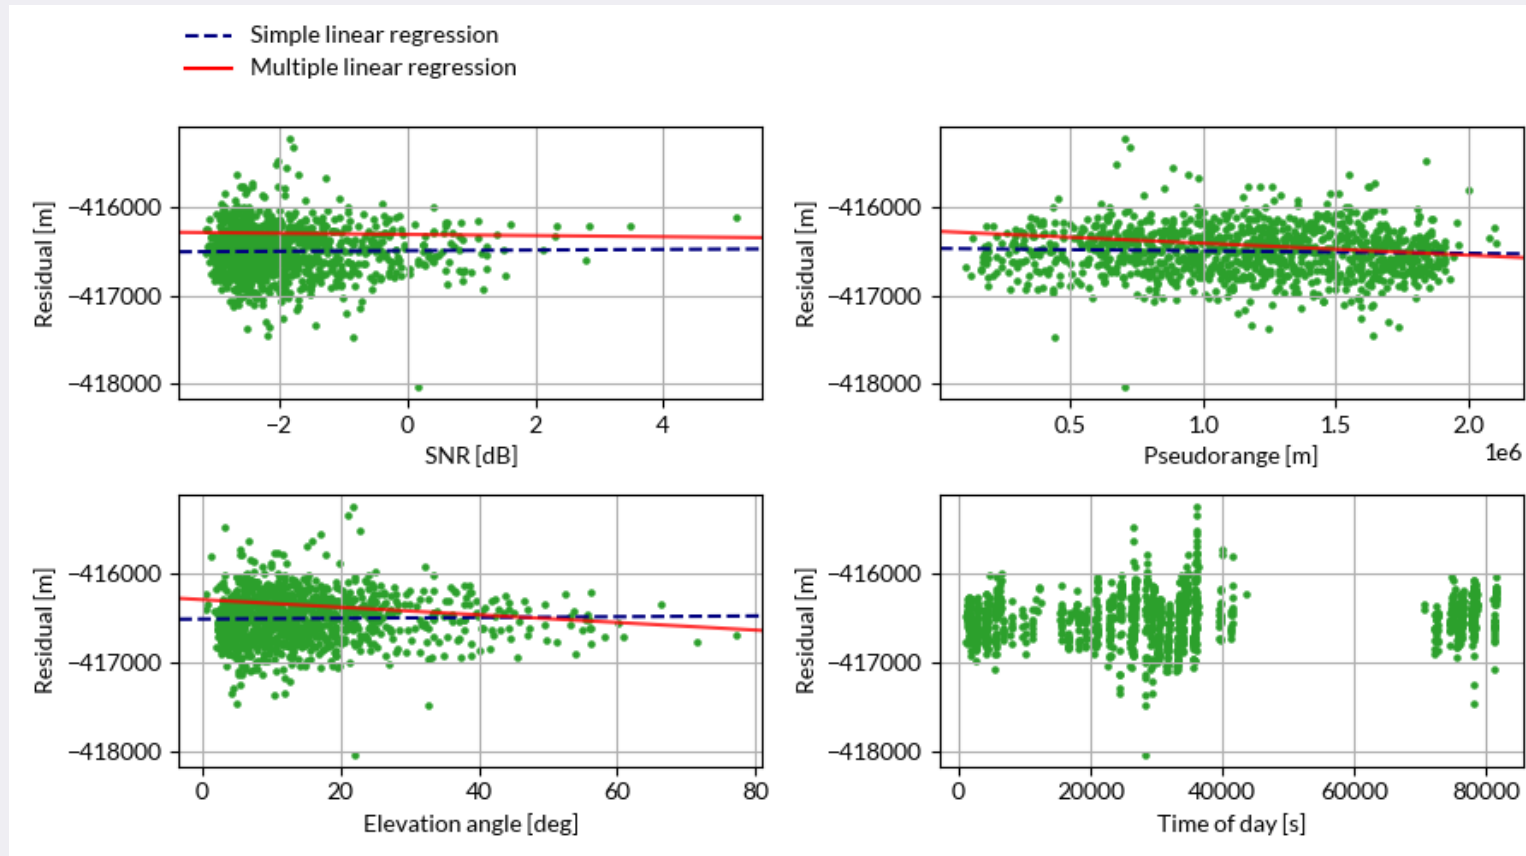 Simple linear regression
Multiple linear regression
Residual [m]
−416000
−417000
−418000
−2 0 2 4
SNR [dB]
Residual [m]
−416000
−417000
−418000
0.5 1.0 1.5 2.0
1e6
Pseudorange [m]
Residual [m]
−416000
−417000
−418000
0 20 40 60 80
Elevation angle [deg]
Residual [m]
−416000
−417000
−418000
0 20000 40000 60000 80000
Time of day [s]